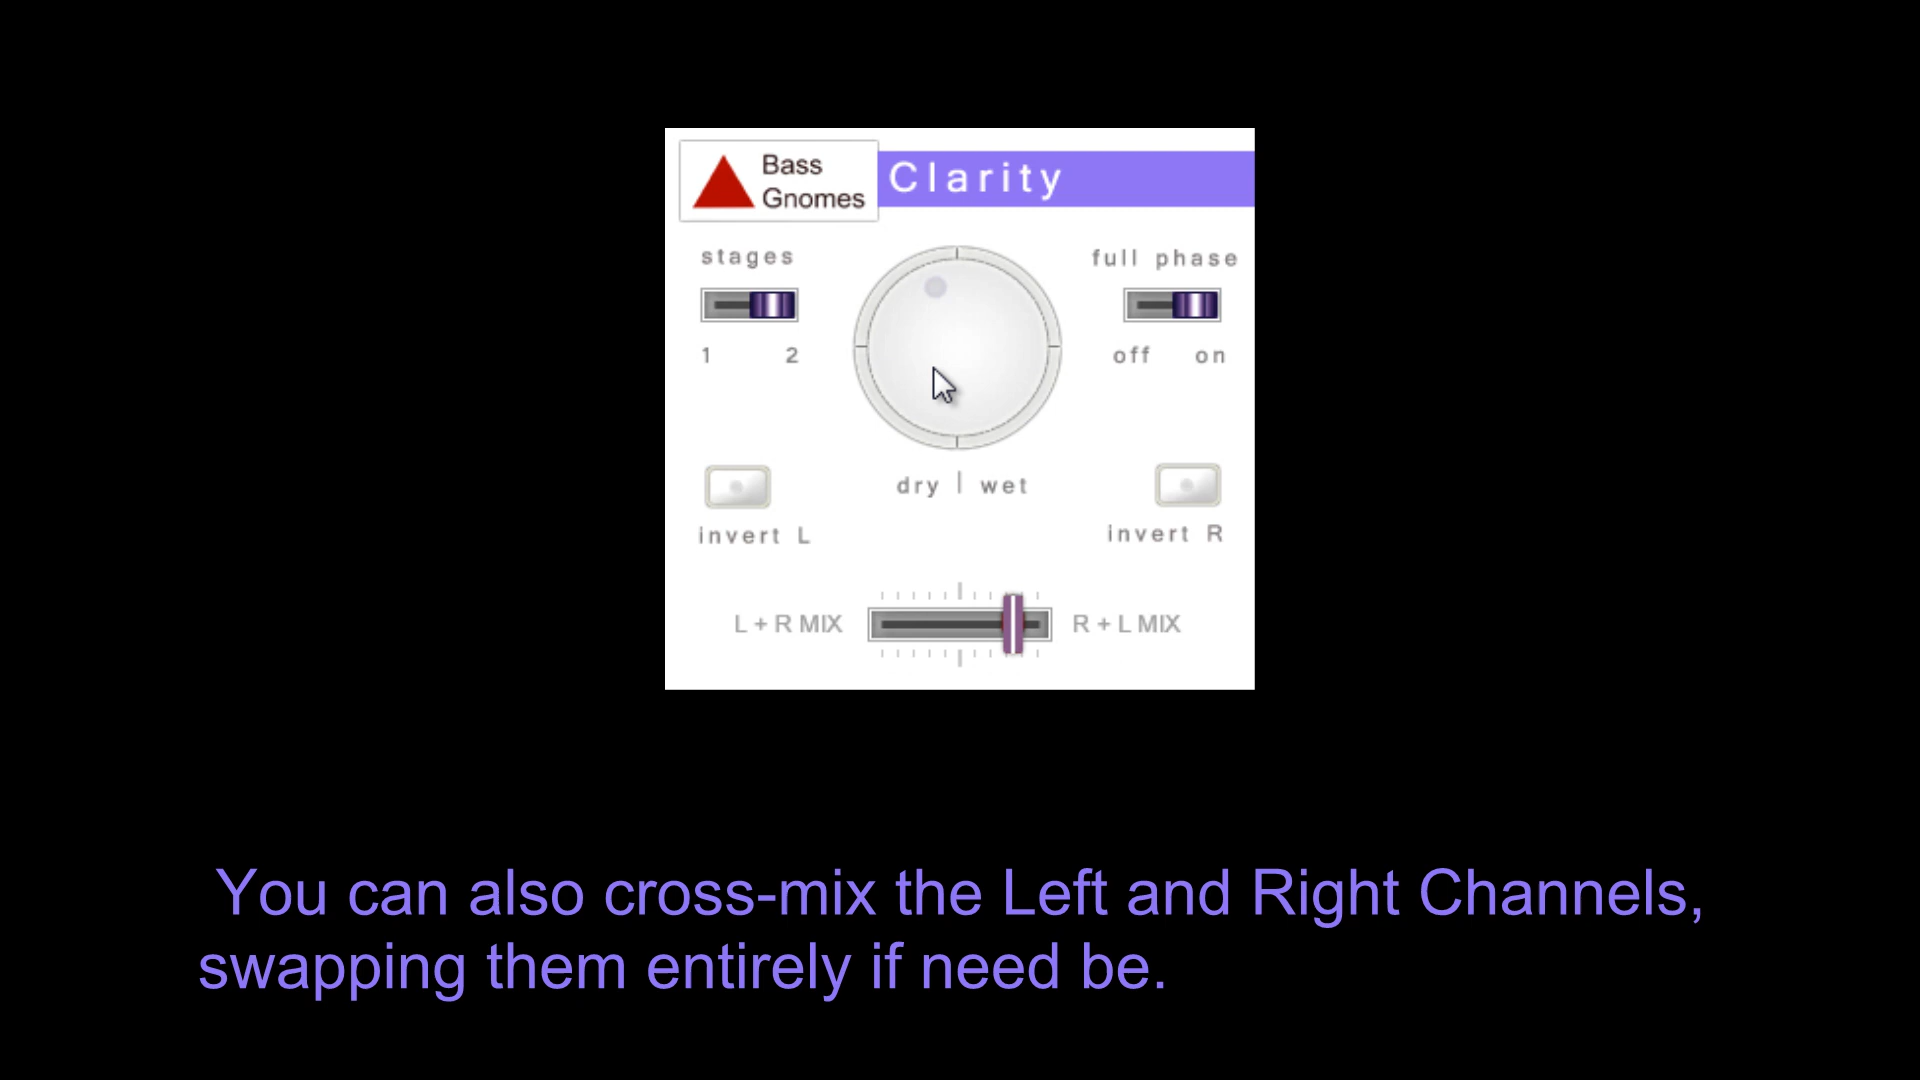 Bass
Gnomes
Clarity
stages
full phase
1 2
off on
dry | wet
invert L
invert R
L + R MIX
R + L MIX
You can also cross-mix the Left and Right Channels,
swapping them entirely if need be.